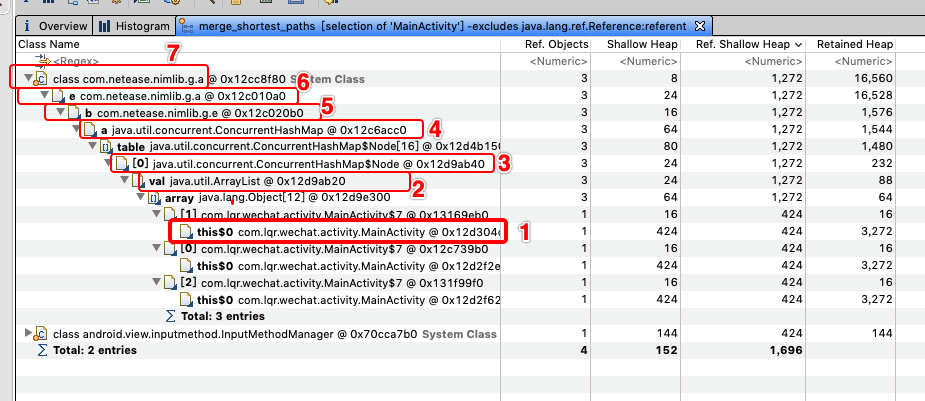 i Overview Histogram merge_shortest_paths [selection of 'MainActivity'] -excludes java.lang.ref.Reference:referent
7
Class Name Ref. Objects Shallow Heap Ref. Shallow Heap Retained Heap
<Regex> <Numeric> <Numeric> <Numeric> <Numeric>
class com.netease.nimlib.g.a @ 0x12cc8f80 System Class 6 3 8 1,272 16,560
e com.netease.nimlib.g.a @ 0x12c010a0 5 3 24 1,272 16,528
b com.netease.nimlib.g.e @ 0x12c020b0 3 16 1,272 1,576
a java.util.concurrent.ConcurrentHashMap @ 0x12c6acc0 4 3 64 1,272 1,544
table java.util.concurrent.ConcurrentHashMap$Node[16] @ 0x12d4b150 3 80 1,272 1,480
[0] java.util.concurrent.ConcurrentHashMap$Node @ 0x12d9ab40 3 3 24 1,272 232
val java.util.ArrayList @ 0x12d9ab20 2 3 24 1,272 88
array java.lang.Object[12] @ 0x12d9e300 3 64 1,272 64
[1] com.lqr.wechat.activity.MainActivity$7 @ 0x13169eb0 1 16 424 16
this$0 com.lqr.wechat.activity.MainActivity @ 0x12d304 1 1 424 424 3,272
[0] com.lqr.wechat.activity.MainActivity$7 @ 0x12c739b0 1 16 424 16
this$0 com.lqr.wechat.activity.MainActivity @ 0x12d2f2e 1 424 424 3,272
[2] com.lqr.wechat.activity.MainActivity$7 @ 0x131f99f0 1 16 424 16
this$0 com.lqr.wechat.activity.MainActivity @ 0x12d2f62 1 424 424 3,272
Σ Total: 3 entries
class android.view.inputmethod.InputMethodManager @ 0x70cca7b0 System Class 1 144 424 144
Σ Total: 2 entries 4 152 1,696